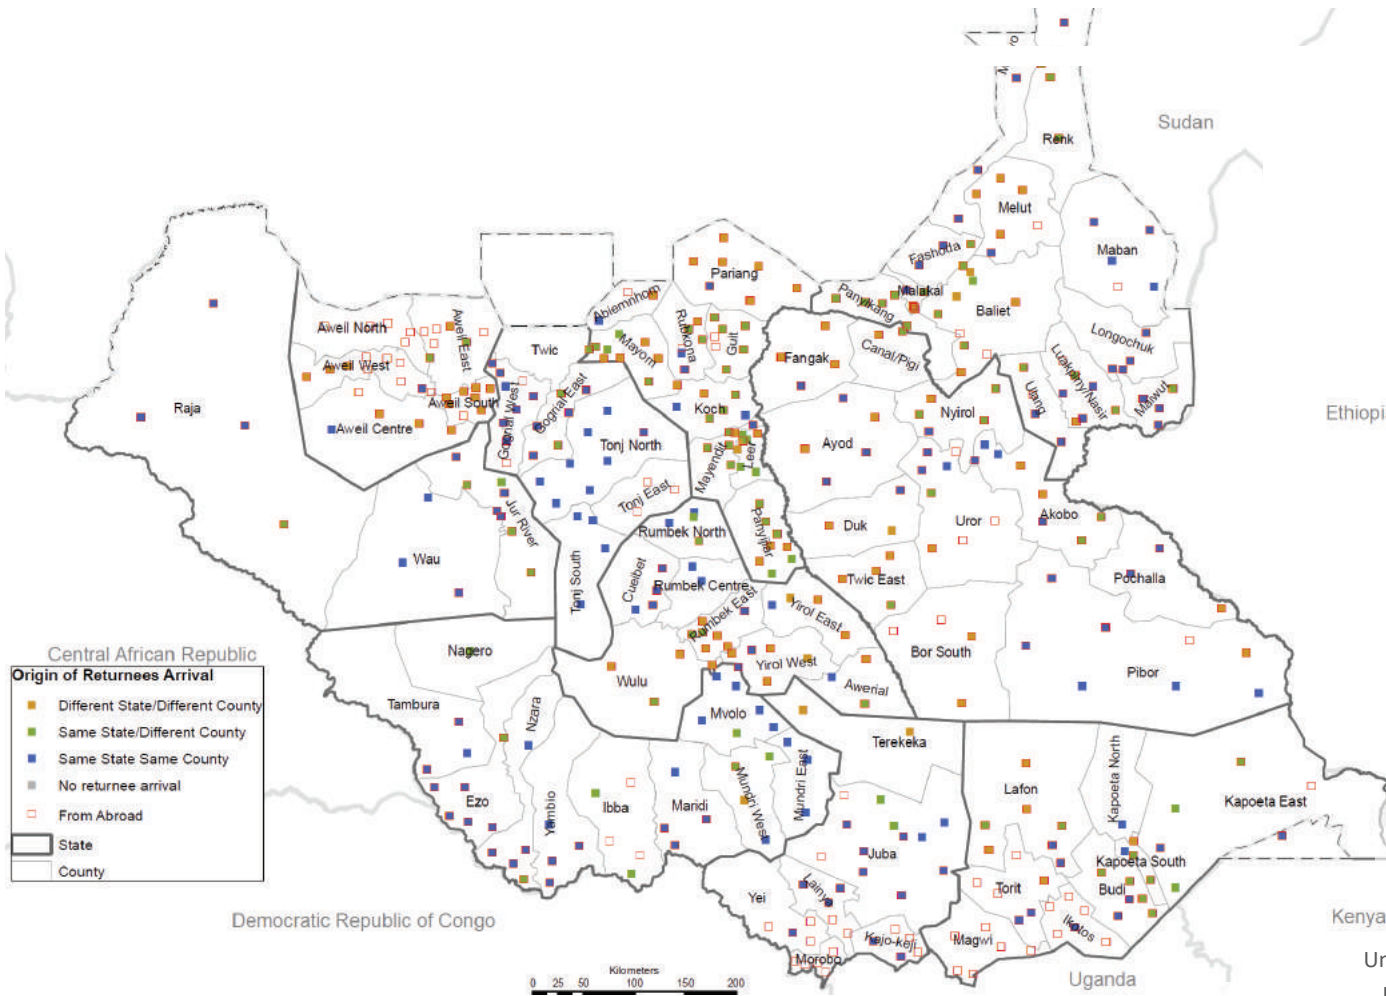 Sudan
Renk
Melut
Maban
Fashoda
Pariang
Abiemnhom
Panyikang
Malakal
Baliet
Longochuk
Aweil North
Aweil East
Twic
Mayom
Rubkona
Guit
Fangak
Canal/Pigi
Luakpiny/Nasir
Maiwut
Ulang
Aweil West
Raja
Aweil South
Gognal West
Gognal East
Koch
Nyirol
Ethiopi
Aweil Centre
Tonj North
Mayendit
Leer
Ayod
Tonj East
Jur River
Rumbek North
Panyijar
Duk
Uror
Akobo
Wau
Tonj South
Cueibet
Rumbek Centre
Twic East
Pochalla
Rumbek East
Yirol East
Central African Republic
Nagero
Bor South
Pibor
Yirol West
Wulu
Awerial
Origin of Returnees Arrival
Different State/Different County
Same State/Different County
Same State Same County
No returnee arrival
From Abroad
State
County
Tambura
Nzara
Mvolo
Terekeka
Mundri East
Kapoeta North
Lafon
Kapoeta East
Ezo
Yambio
Ibba
Maridi
Mundri West
Juba
Kapoeta South
Budi
Torit
Yei
Lainya
Ikotos
Kenya
Democratic Republic of Congo
Kejo-keji
Magwi
Morobo
Uganda
Kilometers
0 25 50 100 150 200
Ur